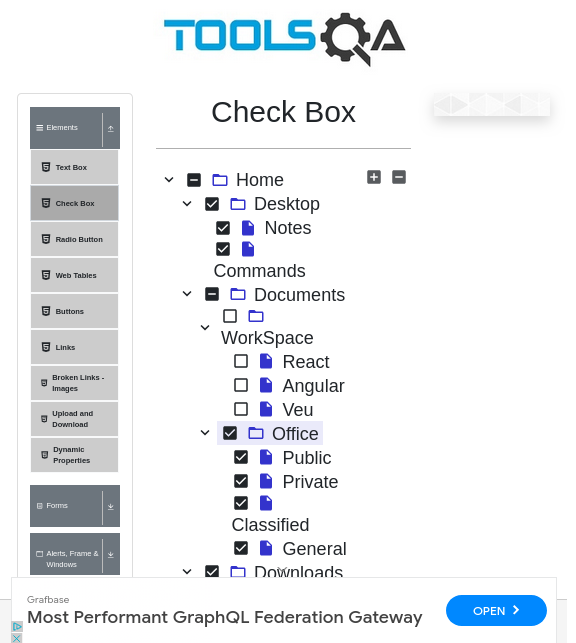 TOOLSQA
Elements
Text Box
Check Box
Radio Button
Web Tables
Buttons
Links
Broken Links -
Images
Upload and
Download
Dynamic
Properties
Forms
Alerts, Frame &
Windows
Check Box
Home
Desktop
Notes
Commands
Documents
WorkSpace
React
Angular
Veu
Office
Public
Private
Classified
General
Downloads
Grafbase
Most Performant GraphQL Federation Gateway
OPEN